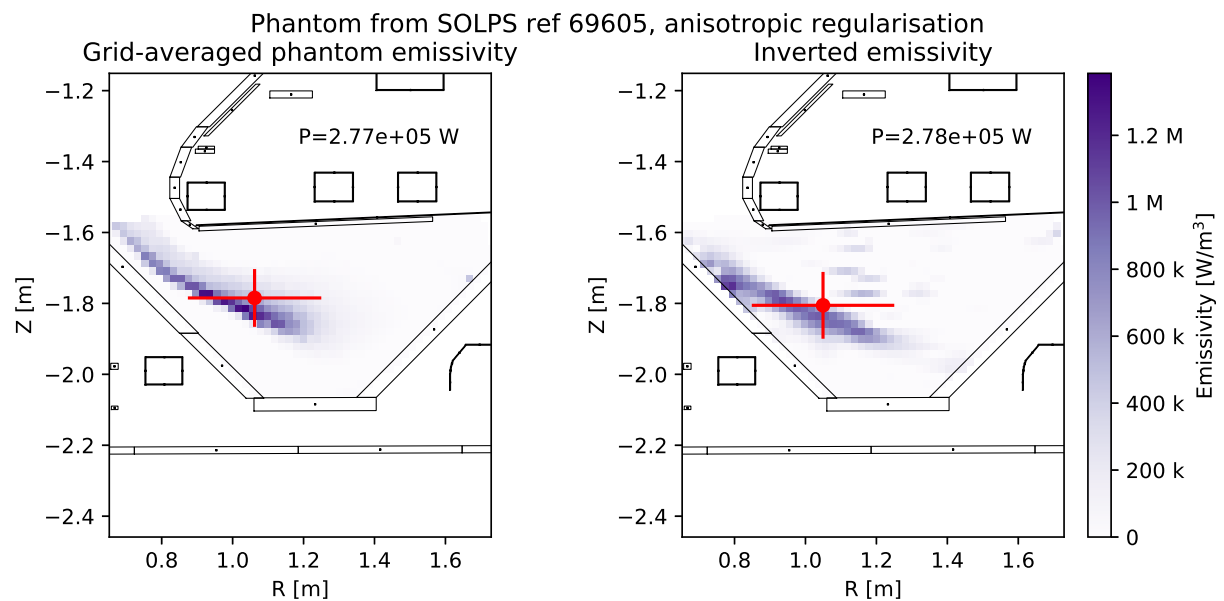 Phantom from SOLPS ref 69605, anisotropic regularisation
Grid-averaged phantom emissivity
Inverted emissivity
P=2.77e+05 W
P=2.78e+05 W
−1.2
−1.4
−1.6
−1.8
−2.0
−2.2
−2.4
Z [m]
0.8 1.0 1.2 1.4 1.6
R [m]
−1.2
−1.4
−1.6
−1.8
−2.0
−2.2
−2.4
Z [m]
0.8 1.0 1.2 1.4 1.6
R [m]
1.2 M
1 M
800 k
600 k
400 k
200 k
0
Emissivity [W/m³]